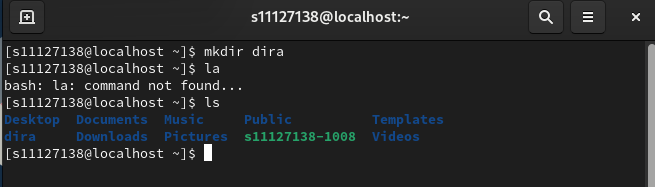 s11127138@localhost:~
[s11127138@localhost ~]$ mkdir dira
[s11127138@localhost ~]$ la
bash: la: command not found...
[s11127138@localhost ~]$ ls
Desktop  Documents  Music     Public          Templates
dira     Downloads  Pictures  s11127138-1008  Videos
[s11127138@localhost ~]$